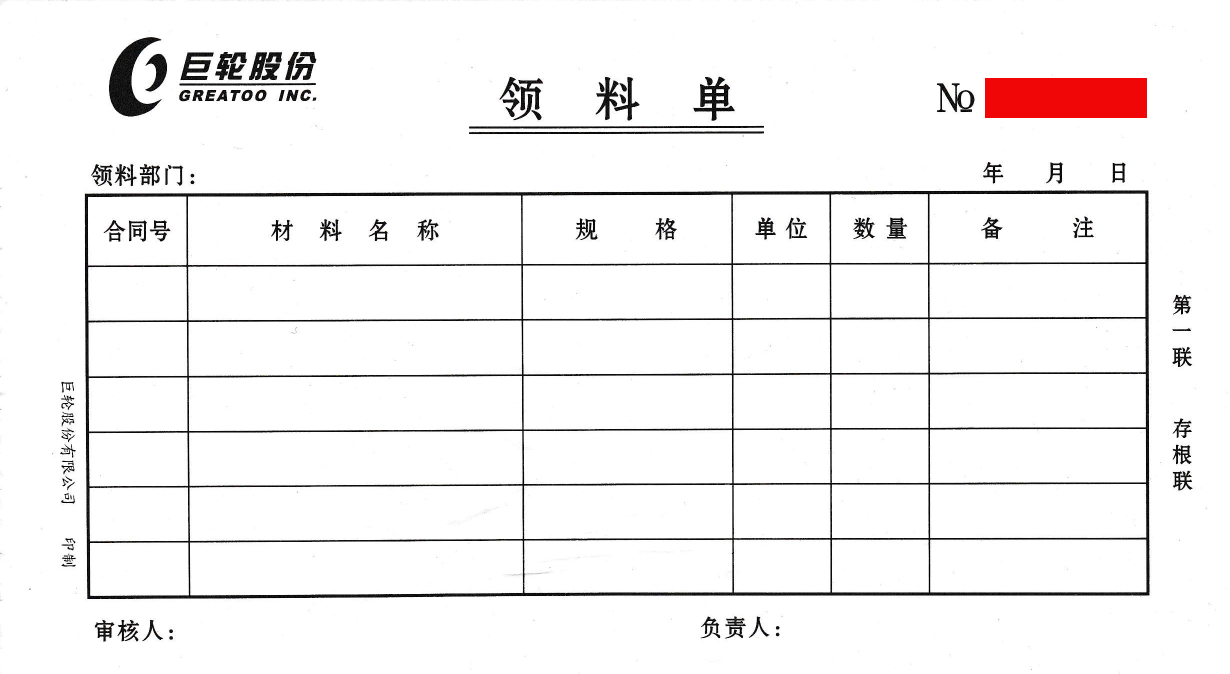 巨轮股份
GREATOO INC.
领料单
№
领料部门：
年 月 日
合同号 材料名称 规格 单位 数量 备注
第一联 存根联
巨轮股份有限公司 印制
审核人： 负责人：